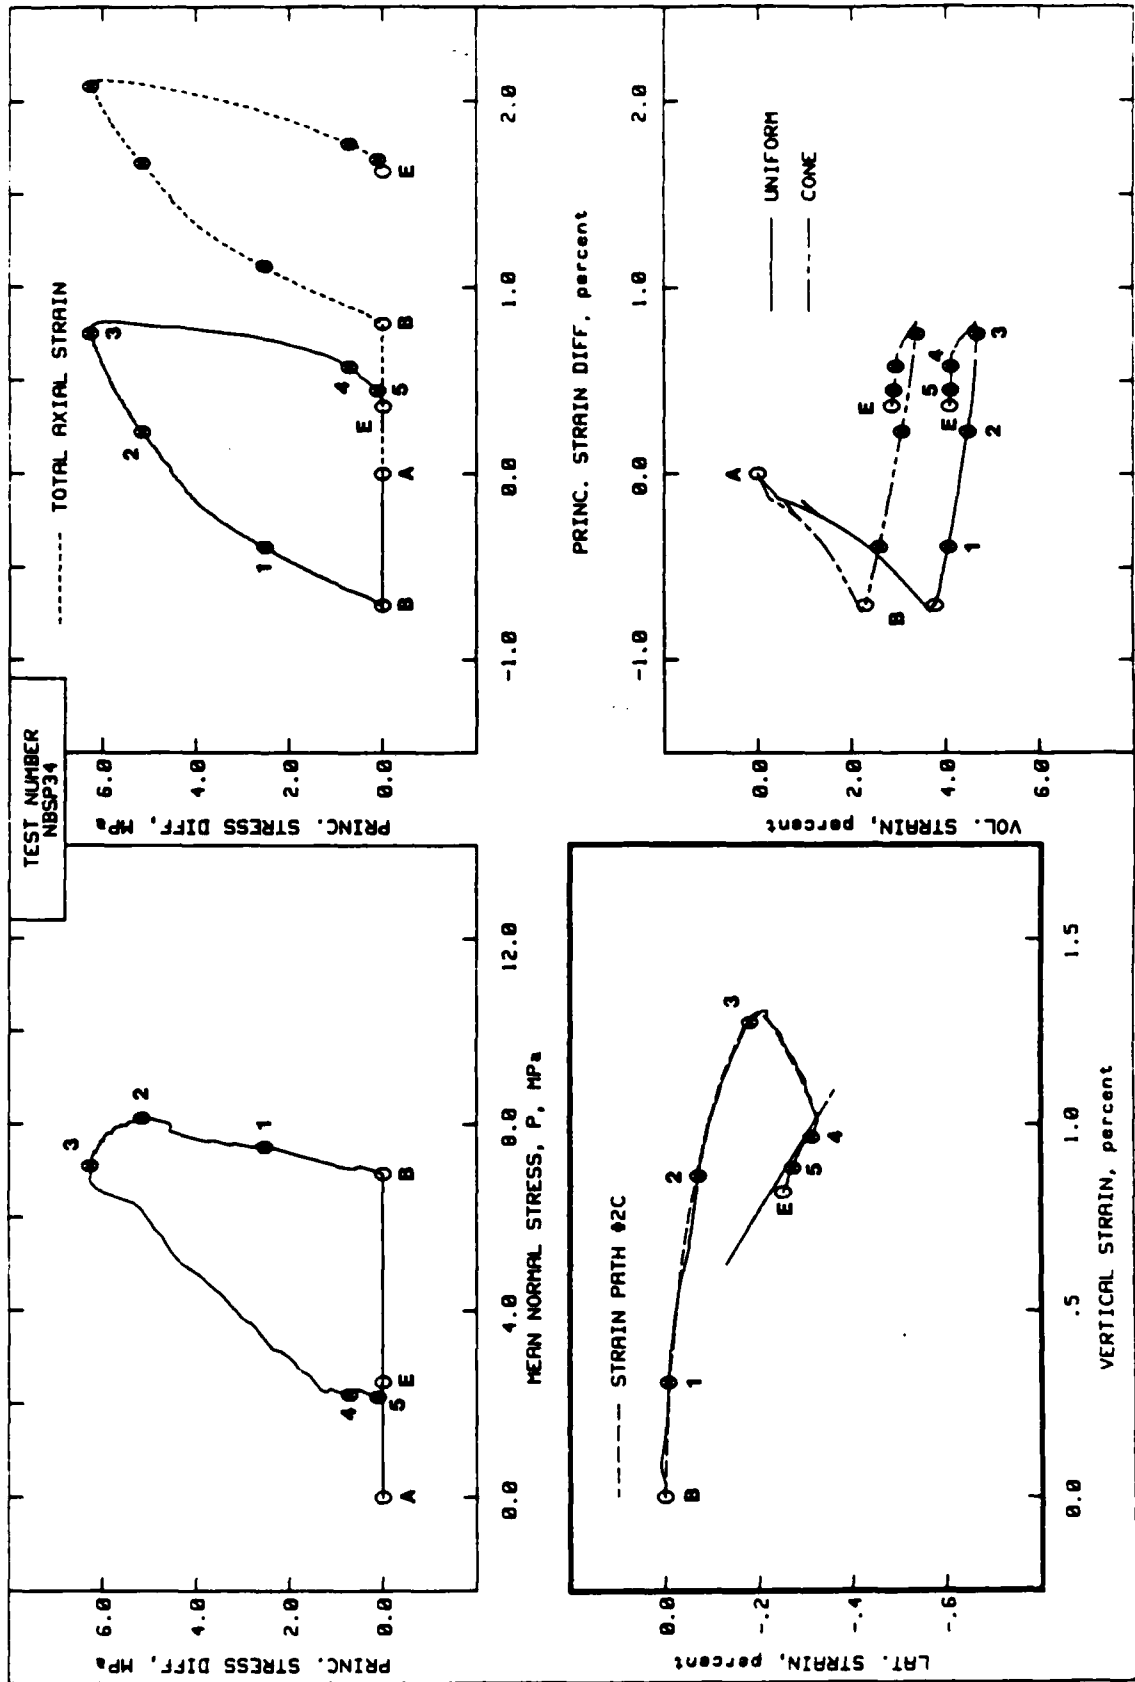 TEST NUMBER
NBSP34
PRINC. STRESS DIFF, MPa
6.0
4.0
2.0
0.0
3
2
1
4
5
A
E
B
0.0
4.0
8.0
12.0
MEAN NORMAL STRESS, P, MPa
------- TOTAL AXIAL STRAIN
PRINC. STRESS DIFF, MPa
6.0
4.0
2.0
0.0
3
2
1
4
5
B
A
E
B
E
-1.0
0.0
1.0
2.0
PRINC. STRAIN DIFF, percent
LAT. STRAIN, percent
0.0
-.2
-.4
-.6
STRAIN PATH #2C
B
1
2
3
E
5
4
0.0
.5
1.0
1.5
VERTICAL STRAIN, percent
VOL. STRAIN, percent
0.0
2.0
4.0
6.0
-1.0
0.0
1.0
2.0
UNIFORM
CONE
A
B
E
E
5
4
1
2
3